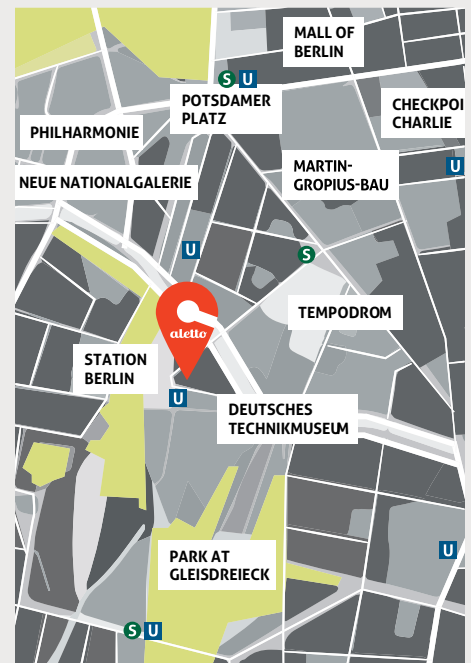 MALL OF
BERLIN
S U
POTSDAMER
PLATZ
CHECKPOI
CHARLIE
PHILHARMONIE
MARTIN-
GROPIUS-BAU
U
NEUE NATIONALGALERIE
U
S
TEMPODROM
aletto
STATION
BERLIN
U
DEUTSCHES
TECHNIKMUSEUM
U
PARK AT
GLEISDREIECK
S U